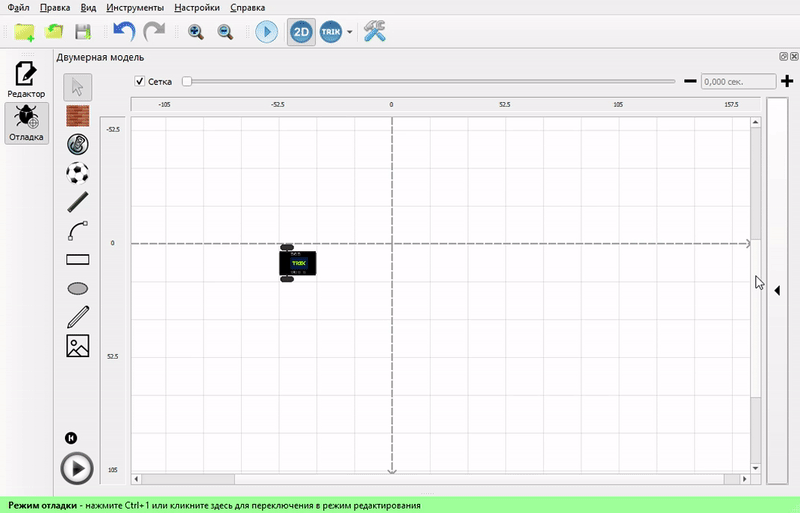 Файл Правка Вид Инструменты Настройки Справка
2D TRIK
Двумерная модель
Редактор
Отладка
Сетка 0,000 сек.
-105 -52.5 0 52.5 105 157.5
-52.5
0
TRIK
52.5
105
Режим отладки - нажмите Ctrl+1 или кликните здесь для переключения в режим редактирования